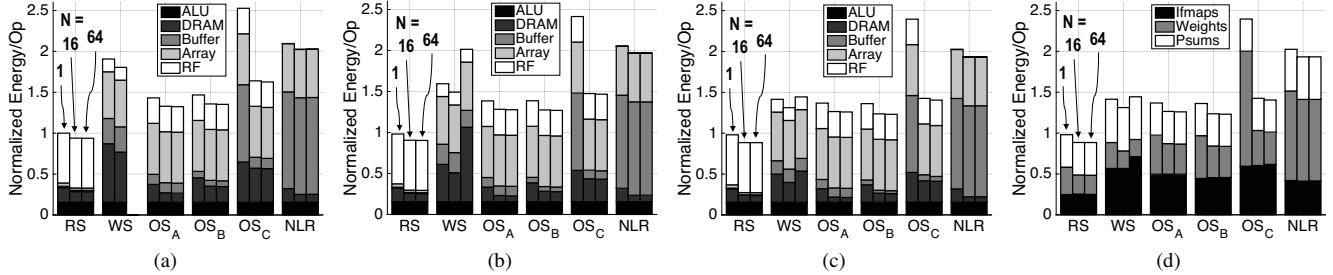 Normalized Energy/Op
2.5
2
1.5
1
0.5
0
N =
16
64
1
ALU
DRAM
Buffer
Array
RF
RS WS OSA OSB OSC NLR
(a)
Normalized Energy/Op
2.5
2
1.5
1
0.5
0
N =
16
64
1
ALU
DRAM
Buffer
Array
RF
RS WS OSA OSB OSC NLR
(b)
Normalized Energy/Op
2.5
2
1.5
1
0.5
0
N =
16
64
1
ALU
DRAM
Buffer
Array
RF
RS WS OSA OSB OSC NLR
(c)
Normalized Energy/Op
2.5
2
1.5
1
0.5
0
N =
16
64
1
Ifmaps
Weights
Psums
RS WS OSA OSB OSC NLR
(d)